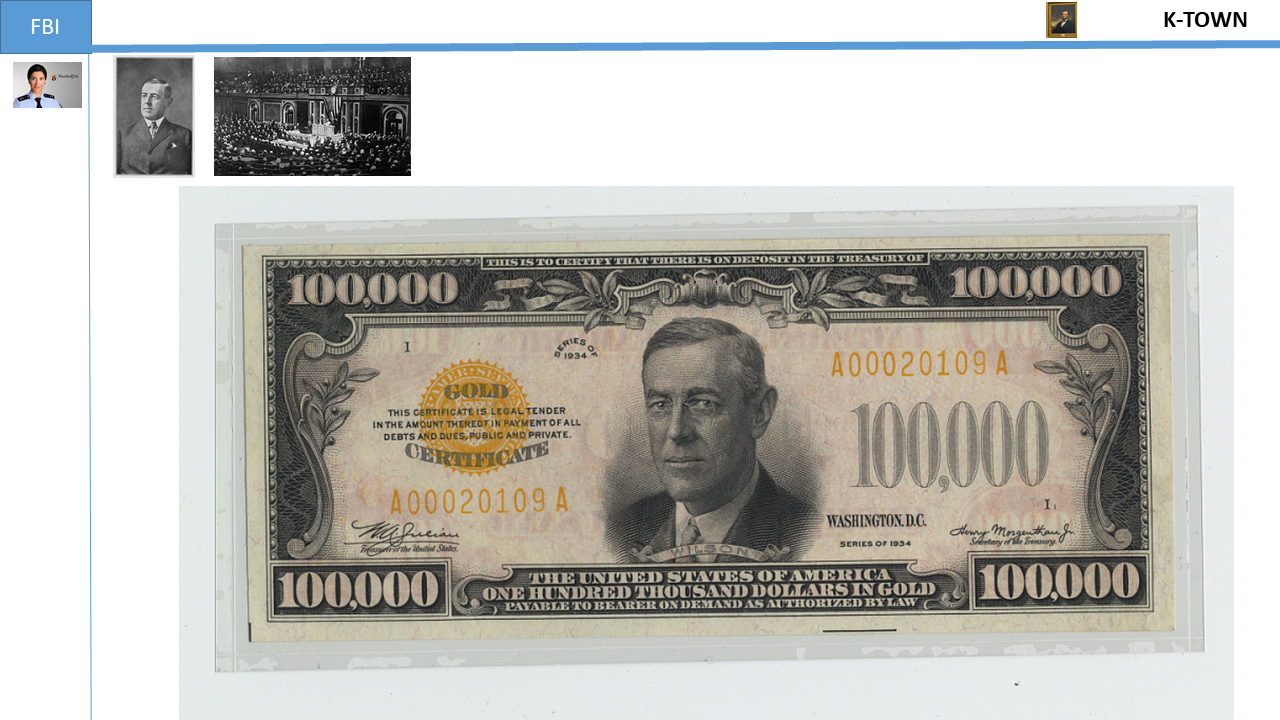 FBI
K-TOWN
THIS IS TO CERTIFY THAT THERE IS ON DEPOSIT IN THE TREASURY OF
100,000
100,000
I
SERIES OF
1934
A00020109A
GOLD
THIS CERTIFICATE IS LEGAL TENDER
IN THE AMOUNT THEREOF IN PAYMENT OF ALL
DEBTS AND DUES, PUBLIC AND PRIVATE.
CERTIFICATE
100,000
A00020109A
I
WASHINGTON, D.C.
Treasurer of the United States.
Henry Morgenthau Jr.
Secretary of the Treasury.
SERIES OF 1934
WILSON
100,000
THE UNITED STATES OF AMERICA
ONE HUNDRED THOUSAND DOLLARS IN GOLD
PAYABLE TO BEARER ON DEMAND AS AUTHORIZED BY LAW
100,000